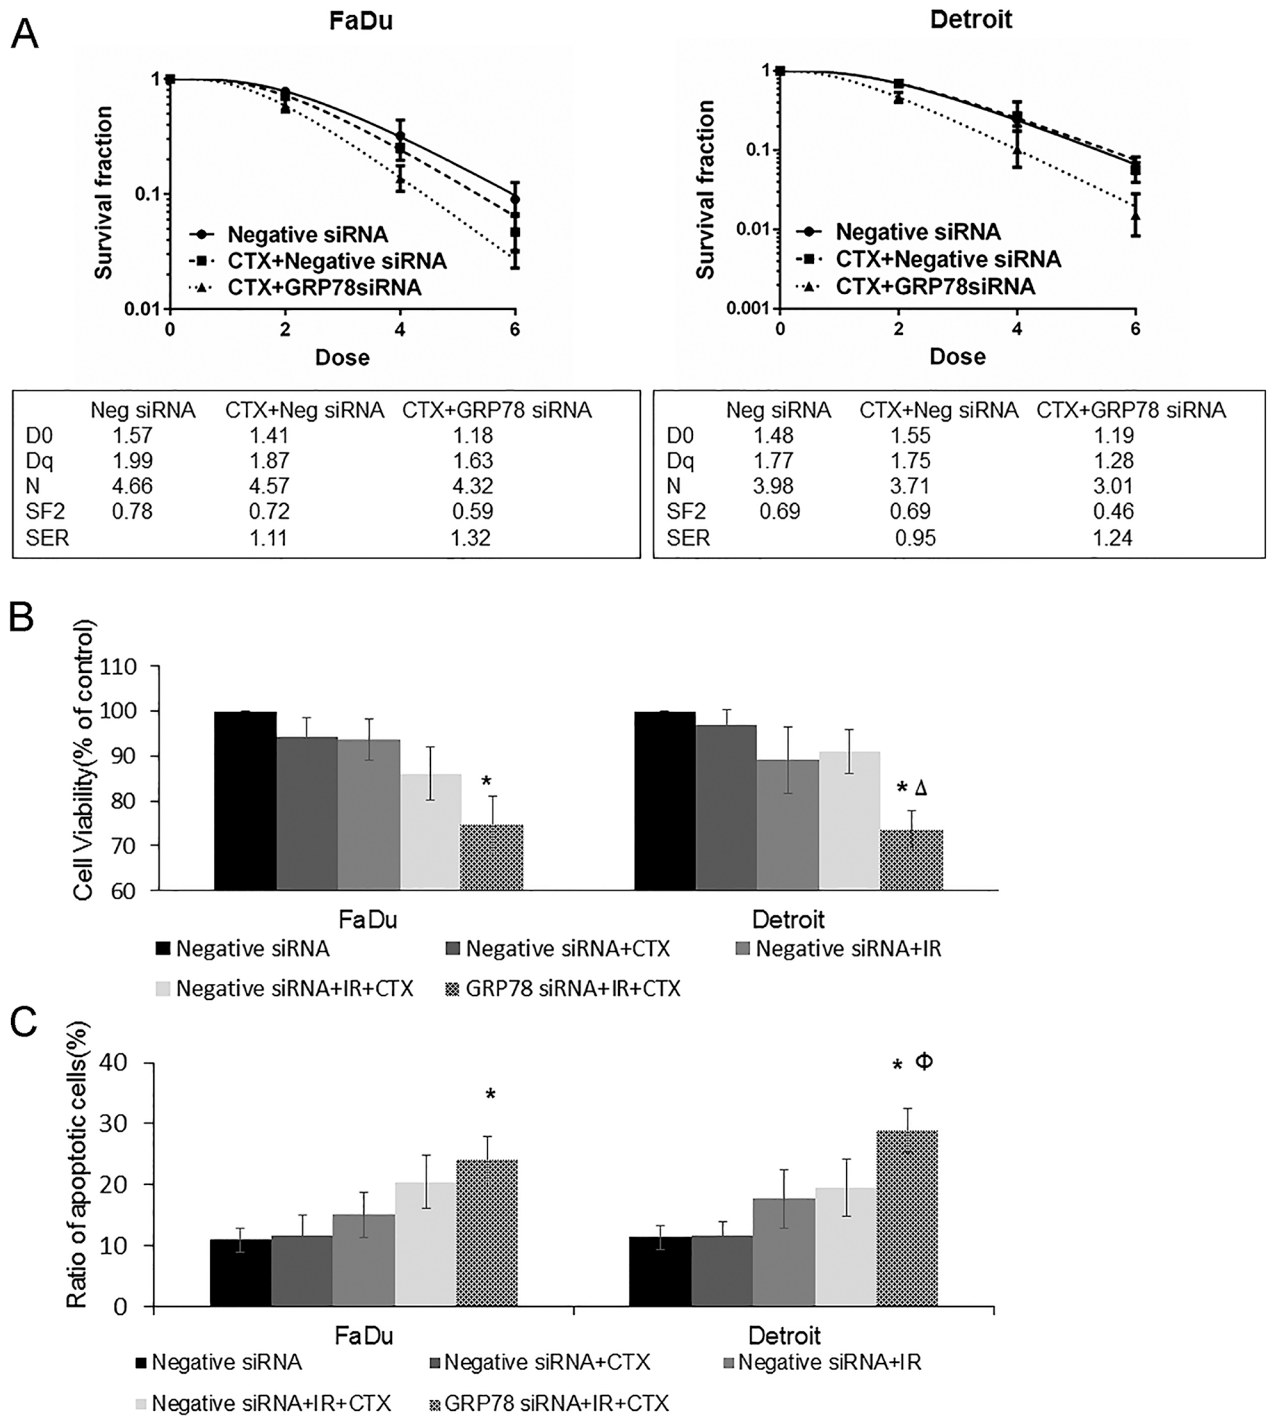 A
FaDu
Detroit
Survival fraction
1
0.1
0.01
Negative siRNA
CTX+Negative siRNA
CTX+GRP78siRNA
0 2 4 6
Dose
Survival fraction
1
0.1
0.01
0.001
Negative siRNA
CTX+Negative siRNA
CTX+GRP78siRNA
0 2 4 6
Dose
Neg siRNA CTX+Neg siRNA CTX+GRP78 siRNA
D0 1.57 1.41 1.18
Dq 1.99 1.87 1.63
N 4.66 4.57 4.32
SF2 0.78 0.72 0.59
SER 1.11 1.32
Neg siRNA CTX+Neg siRNA CTX+GRP78 siRNA
D0 1.48 1.55 1.19
Dq 1.77 1.75 1.28
N 3.98 3.71 3.01
SF2 0.69 0.69 0.46
SER 0.95 1.24
B
Cell Viability(% of control)
110
100
90
80
70
60
*
* Δ
FaDu Detroit
Negative siRNA Negative siRNA+CTX Negative siRNA+IR
Negative siRNA+IR+CTX GRP78 siRNA+IR+CTX
C
Ratio of apoptotic cells(%)
40
30
20
10
0
*
* Φ
FaDu Detroit
Negative siRNA Negative siRNA+CTX Negative siRNA+IR
Negative siRNA+IR+CTX GRP78 siRNA+IR+CTX